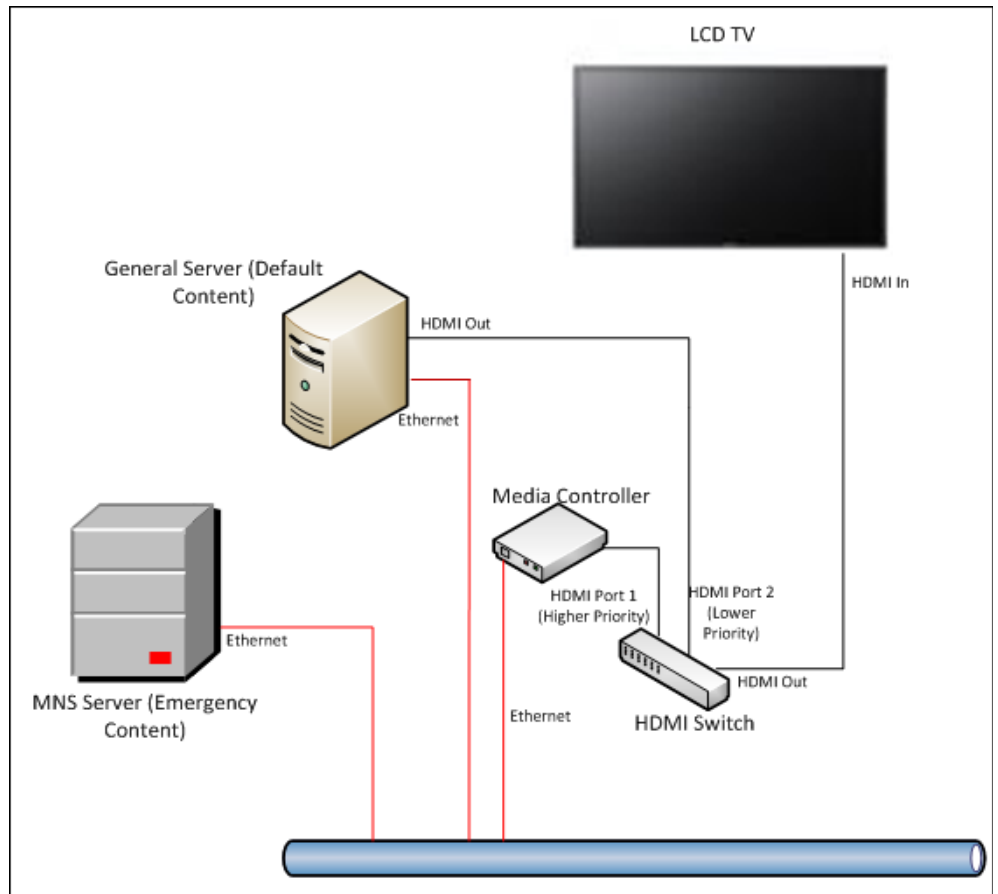 LCD TV
HDMI In
General Server (Default
Content)
HDMI Out
Ethernet
Media Controller
HDMI Port 1
(Higher Priority)
HDMI Port 2
(Lower
Priority)
Ethernet
MNS Server (Emergency
Content)
HDMI Out
Ethernet
HDMI Switch